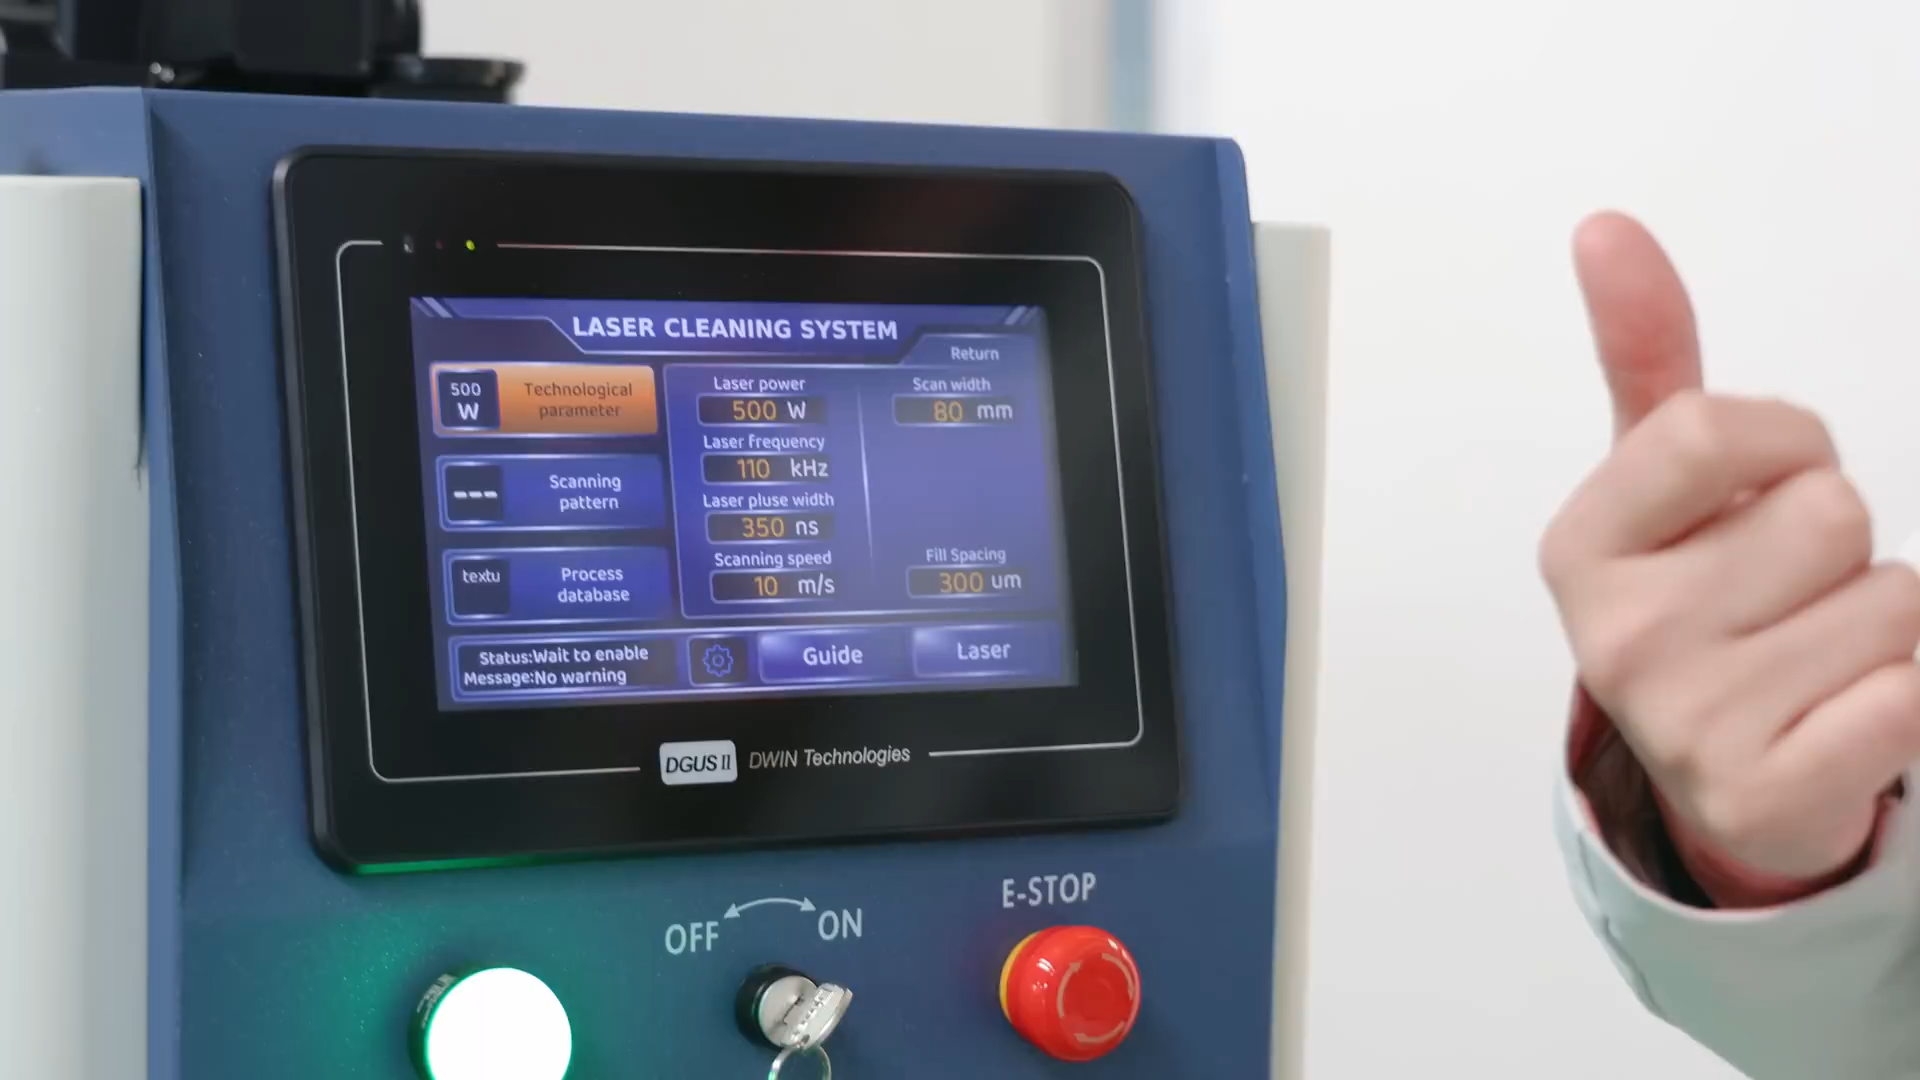 LASER CLEANING SYSTEM
Return
500
W
Technological
parameter
Scanning
pattern
textu
Process
database
Laser power
500 W
Laser frequency
110 kHz
Laser pluse width
350 ns
Scanning speed
10 m/s
Scan width
80 mm
Fill Spacing
300 um
Status:Wait to enable
Message:No warning
Guide
Laser
DGUS II DWIN Technologies
OFF
ON
E-STOP